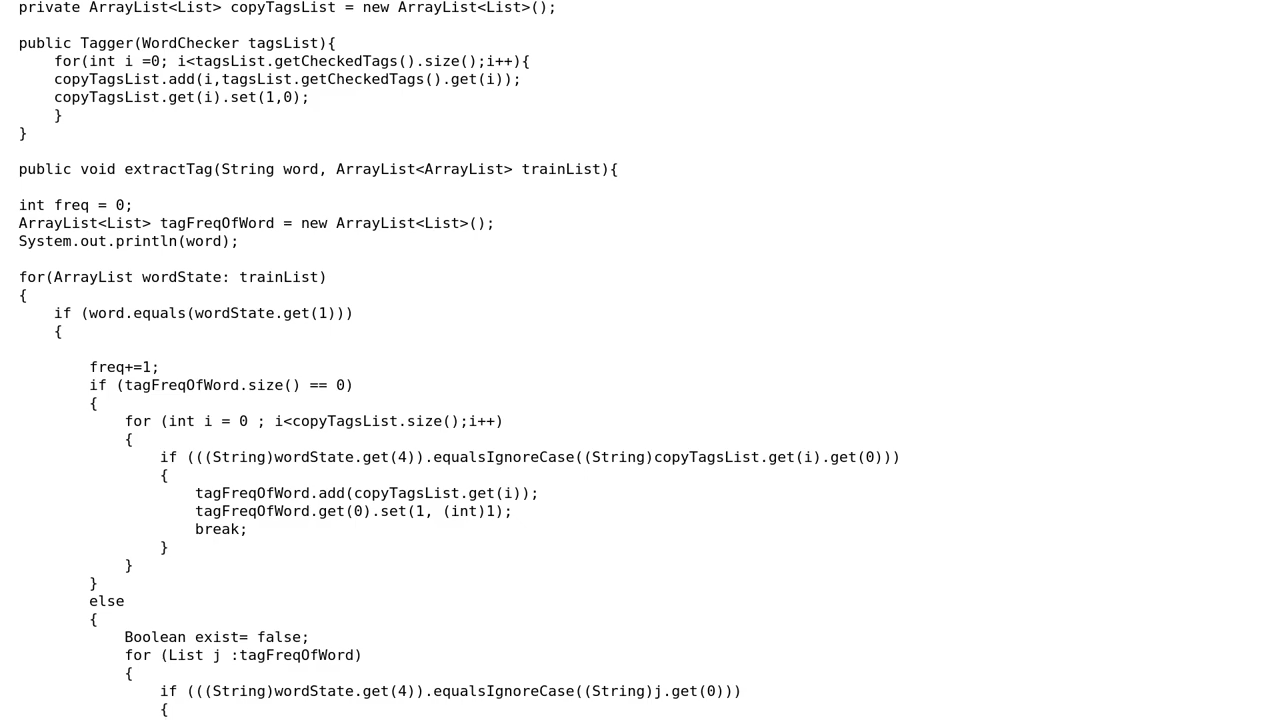 private ArrayList<List> copyTagsList = new ArrayList<List>();
public Tagger(WordChecker tagsList){
for(int i =0; i<tagsList.getCheckedTags().size();i++){
copyTagsList.add(i,tagsList.getCheckedTags().get(i));
copyTagsList.get(i).set(1,0);
}
}
public void extractTag(String word, ArrayList<ArrayList> trainList){
int freq = 0;
ArrayList<List> tagFreqOfWord = new ArrayList<List>();
System.out.println(word);
for(ArrayList wordState: trainList)
{
if (word.equals(wordState.get(1)))
{
freq+=1;
if (tagFreqOfWord.size() == 0)
{
for (int i = 0 ; i<copyTagsList.size();i++)
{
if (((String)wordState.get(4)).equalsIgnoreCase((String)copyTagsList.get(i).get(0)))
{
tagFreqOfWord.add(copyTagsList.get(i));
tagFreqOfWord.get(0).set(1, (int)1);
break;
}
}
}
else
{
Boolean exist= false;
for (List j :tagFreqOfWord)
{
if (((String)wordState.get(4)).equalsIgnoreCase((String)j.get(0)))
{